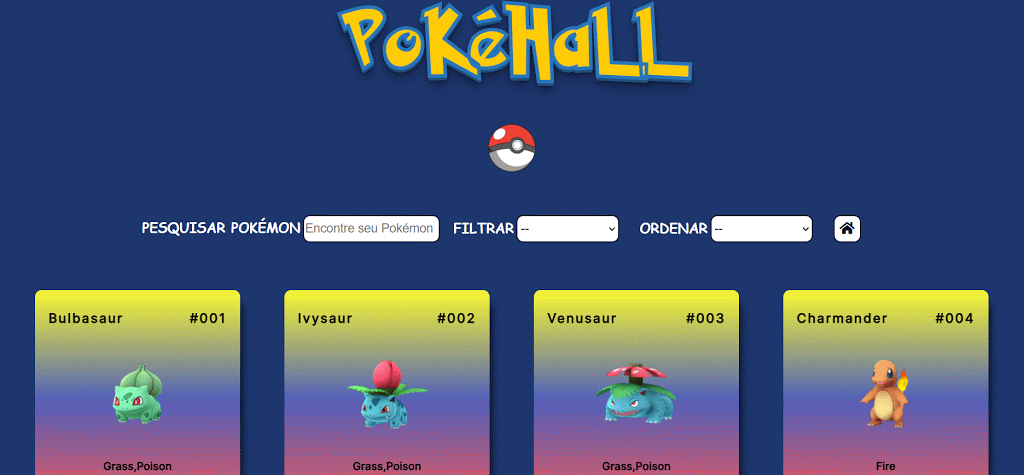 PoKéHaLL
PESQUISAR POKÉMON Encontre seu Pokémon FILTRAR -- ORDENAR --
Bulbasaur #001 Ivysaur #002 Venusaur #003 Charmander #004
Grass,Poison Grass,Poison Grass,Poison Fire